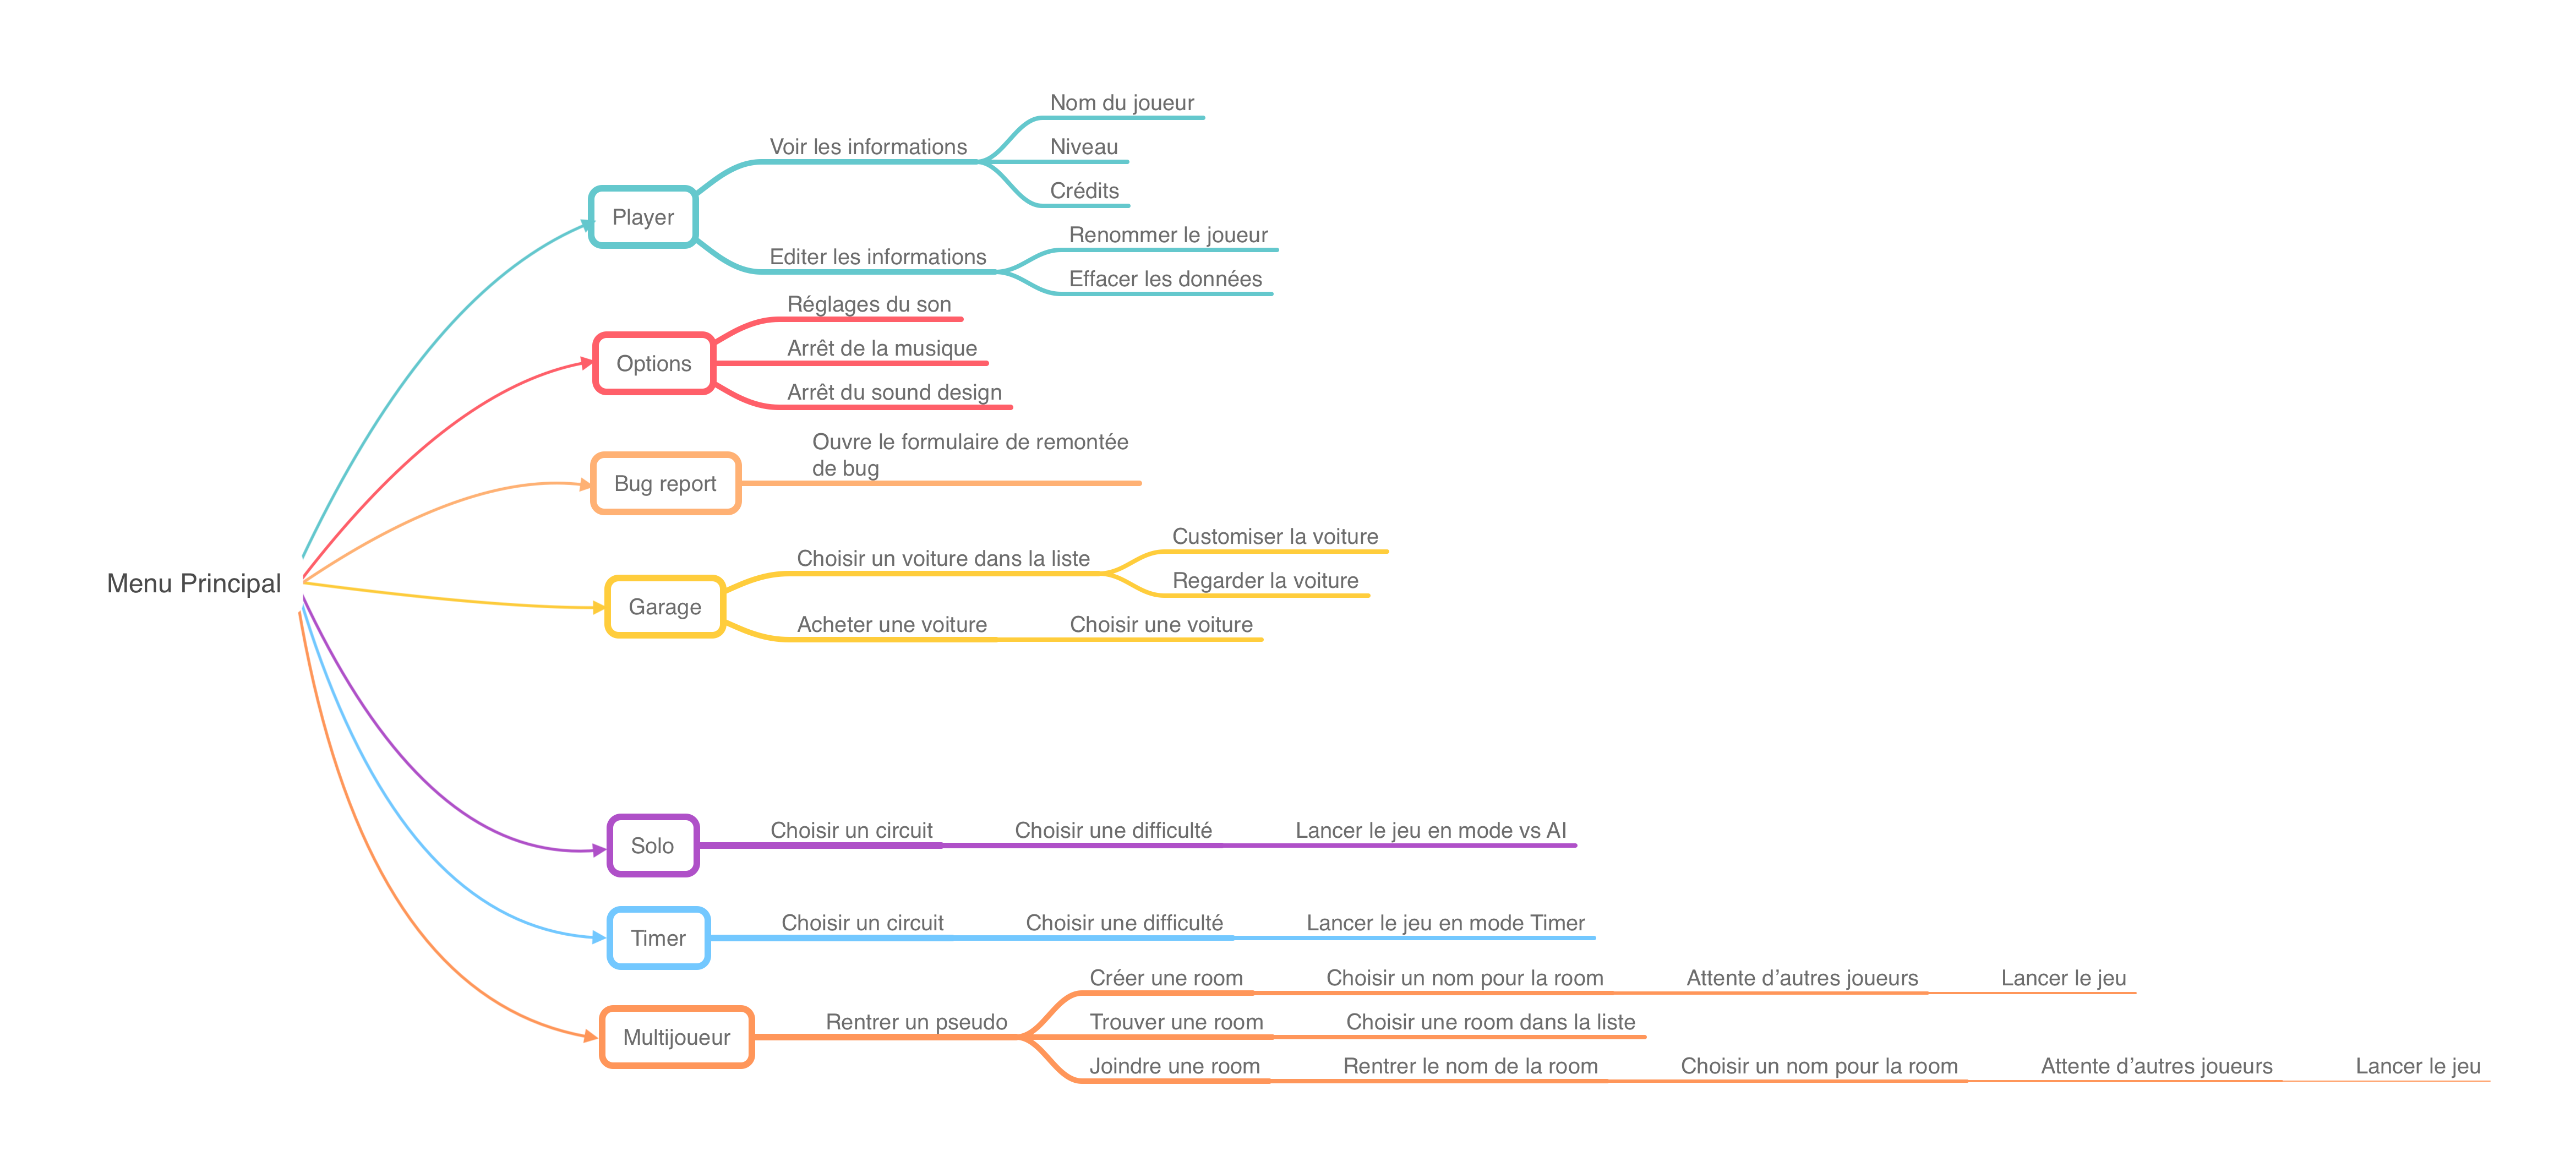 Menu Principal
Player
Voir les informations
Nom du joueur
Niveau
Crédits
Editer les informations
Renommer le joueur
Effacer les données
Options
Réglages du son
Arrêt de la musique
Arrêt du sound design
Bug report
Ouvre le formulaire de remontée
de bug
Garage
Choisir un voiture dans la liste
Customiser la voiture
Regarder la voiture
Acheter une voiture
Choisir une voiture
Solo
Choisir un circuit
Choisir une difficulté
Lancer le jeu en mode vs AI
Timer
Choisir un circuit
Choisir une difficulté
Lancer le jeu en mode Timer
Multijoueur
Rentrer un pseudo
Créer une room
Choisir un nom pour la room
Attente d’autres joueurs
Lancer le jeu
Trouver une room
Choisir une room dans la liste
Joindre une room
Rentrer le nom de la room
Choisir un nom pour la room
Attente d’autres joueurs
Lancer le jeu